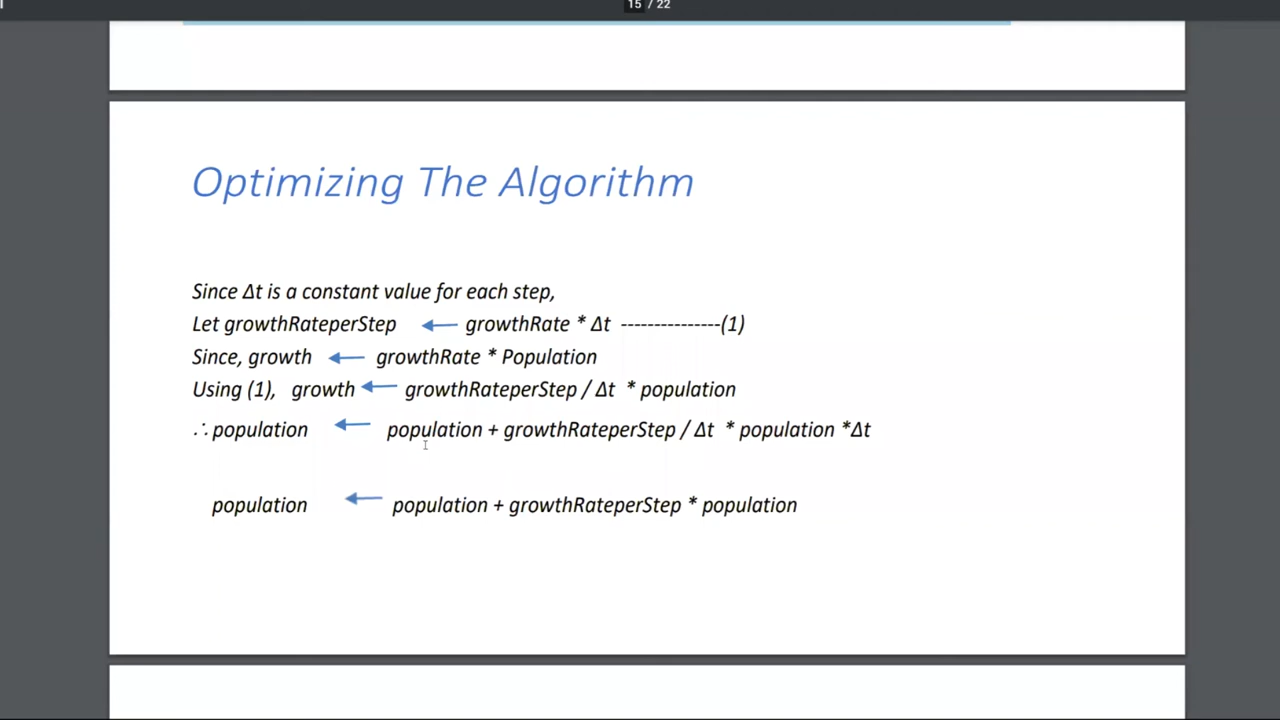 15 / 22
Optimizing The Algorithm
Since Δt is a constant value for each step,
Let growthRateperStep ← growthRate * Δt ---------------(1)
Since, growth ← growthRate * Population
Using (1), growth ← growthRateperStep / Δt * population
∴ population ← population + growthRateperStep / Δt * population *Δt
population ← population + growthRateperStep * population